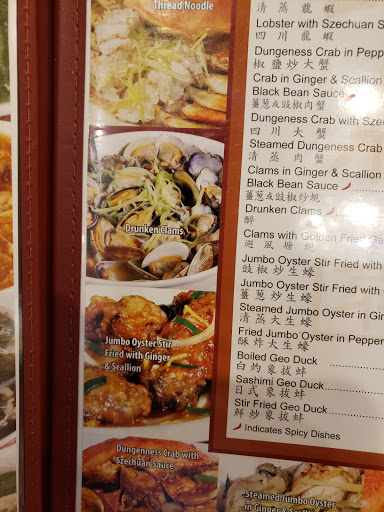 Thread Noodle
Drunken Clams
Jumbo Oyster Stir
Fried with Ginger
& Scallion
Dungenness Crab with
Szechuan Sauce
Steamed Jumbo Oyster
in Ginger &
清蒸龍蝦
Lobster with Szechuan S
四川龍蝦
Dungeness Crab in Pepp
椒鹽炒大蟹
Crab in Ginger & Scallion
Black Bean Sauce
薑蔥或豉椒肉蟹
Dungeness Crab with Szec
四川大蟹
Steamed Dungeness Crab
清蒸肉蟹
Clams in Ginger & Scallion
Black Bean Sauce
薑蔥或豉椒炒蜆
Drunken Clams
醉
Clams with Golden Fried Ga
避風塘蜆
Jumbo Oyster Stir Fried with
豉椒炒生蠔
Jumbo Oyster Stir Fried with
薑蔥炒生蠔
Steamed Jumbo Oyster in Gin
清蒸大生蠔
Fried Jumbo Oyster in Pepper
酥炸大生蠔
Boiled Geo Duck
白灼象拔蚌
Sashimi Geo Duck
日式象拔蚌
Stir Fried Geo Duck
鮮炒象拔蚌
Indicates Spicy Dishes